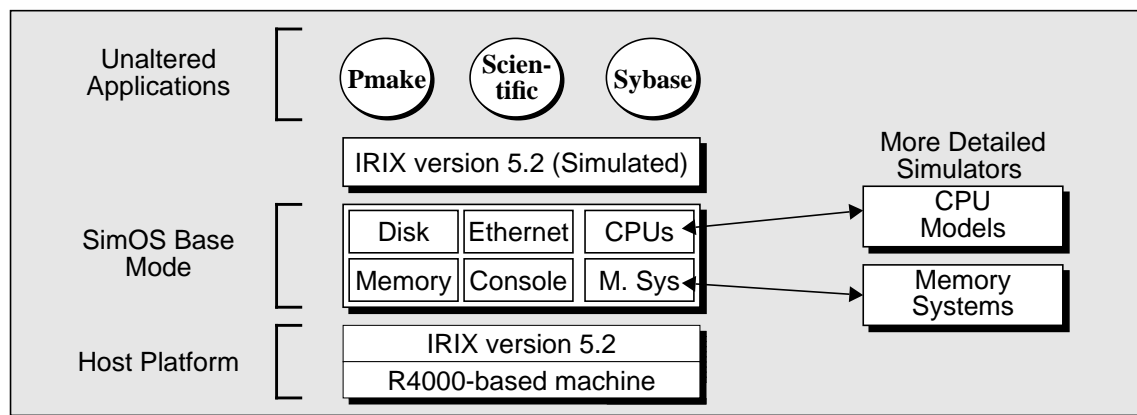 Unaltered
Applications
Pmake
Scien-
tific
Sybase
IRIX version 5.2 (Simulated)
More Detailed
Simulators
SimOS Base
Mode
Disk
Ethernet
CPUs
Memory
Console
M. Sys
CPU
Models
Memory
Systems
Host Platform
IRIX version 5.2
R4000-based machine